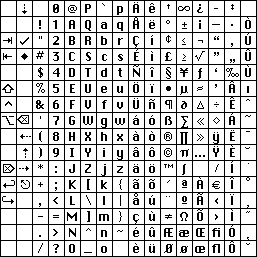 ⇣ 0 @ P ` p Ä ê † ∞ ¿ – ‡
! 1 A Q a q Å ë ° ± ¡ — · Ò
⇥ ✓ " 2 B R b r Ç í ¢ ≤ ¬ “ ‚ Ú
⇤ ◆ # 3 C S c s É ì £ ≥ √ ” „ Û
$ 4 D T d t Ñ î § ¥ ƒ ‘ ‰ Ù
⇧ % 5 E U e u Ö ï • µ ≈ ’ Â ı
⌃ & 6 F V f v Ü ñ ¶ ∂ ∆ ÷ Ê ˆ
⌥ ⌫ ' 7 G W g w á ó ß ∑ « ◊ Á ˜
⇠ ( 8 H X h x à ò ® ∏ » ÿ Ë ¯
⇡ ) 9 I Y i y â ô © π … Ÿ È ˘
⌦ ⇢ * : J Z j z ä ö ™ ∫ ⁄ Í ˙
↩ ⎋ + ; K [ k { ã õ ´ ª À € Î ˚
↪ , < L \ l | å ú ¨ º Ã ‹ Ï ¸
- = M ] m } ç ù ≠ Ω Õ › Ì ˝
. > N ^ n ~ é û Æ æ Œ ﬁ Ó ˛
/ ? O _ o è ü Ø ø œ ﬂ Ô ˇ